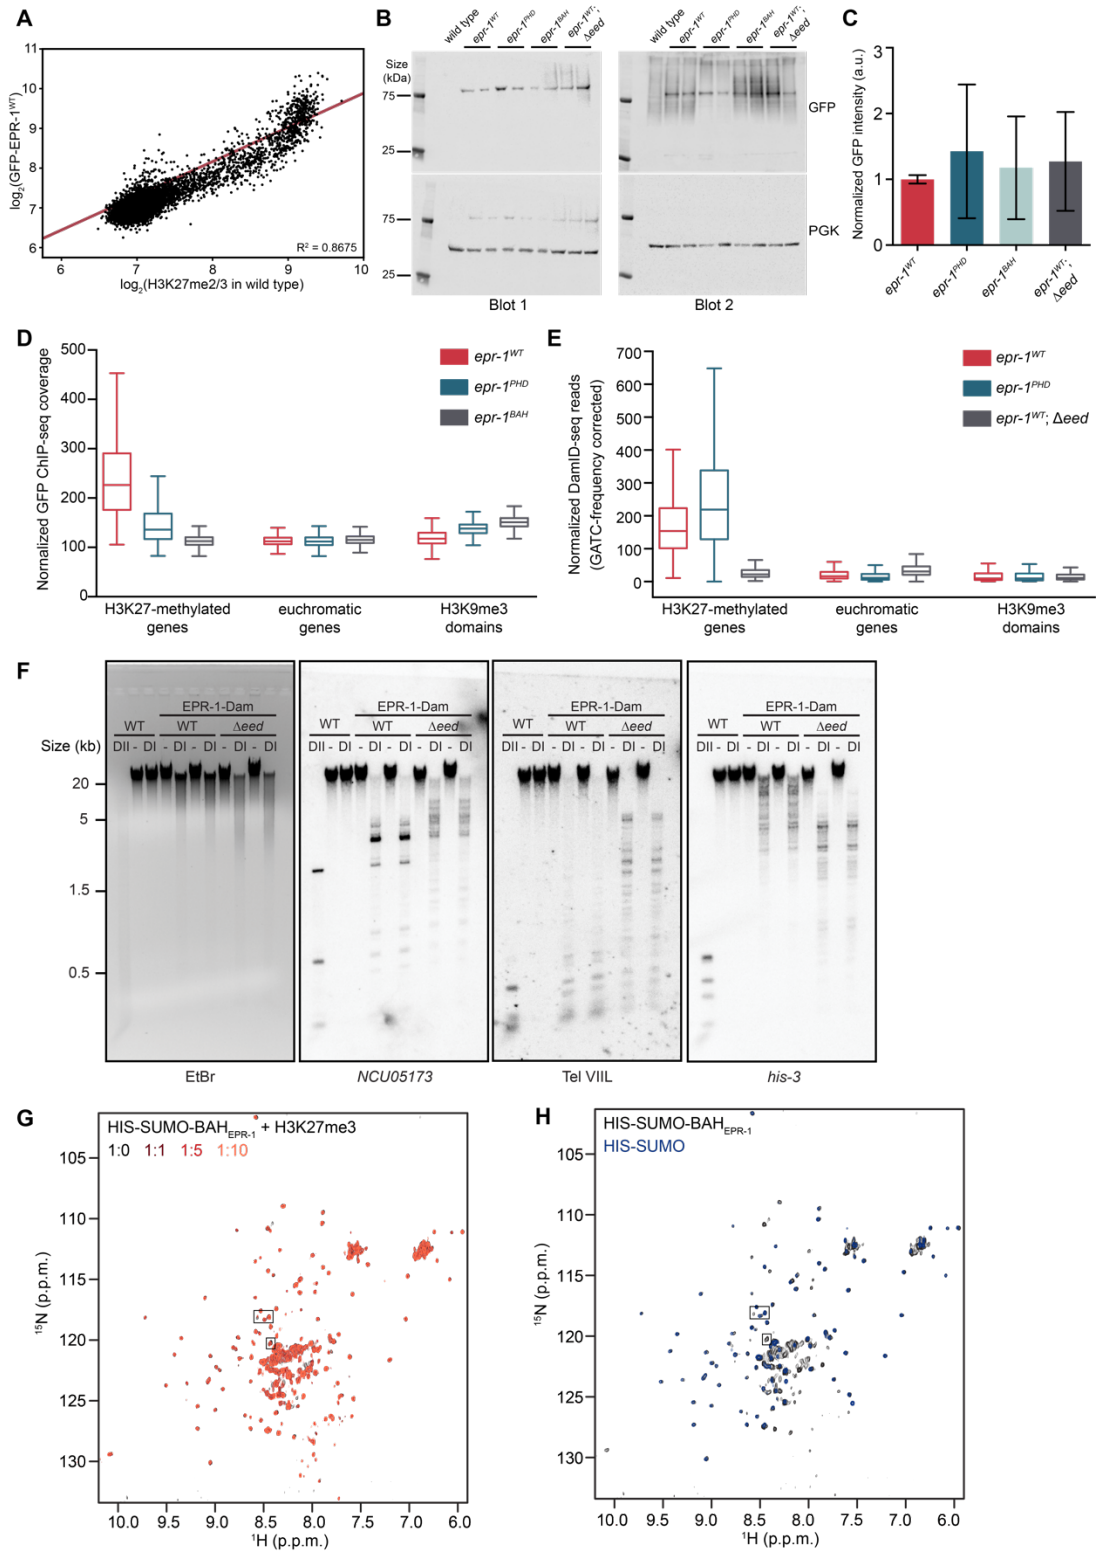 A
log2(GFP-EPR-1WT)
11
10
9
8
7
6
6
7
8
9
10
R2 = 0.8675
log2(H3K27me2/3 in wild type)
B
wild type
epr-1WT
epr-1PHD
epr-1BAH
epr-1WT;
Δeed
wild type
epr-1WT
epr-1PHD
epr-1BAH
epr-1WT;
Δeed
Size
(kDa)
75
25
75
25
GFP
PGK
Blot 1
Blot 2
C
Normalized GFP intensity (a.u.)
3
2
1
0
epr-1WT
epr-1PHD
epr-1BAH
epr-1WT;
Δeed
D
Normalized GFP ChIP-seq coverage
500
400
300
200
100
0
epr-1WT
epr-1PHD
epr-1BAH
H3K27-methylated
genes
euchromatic
genes
H3K9me3
domains
E
Normalized DamID-seq reads
(GATC-frequency corrected)
700
600
500
400
300
200
100
0
epr-1WT
epr-1PHD
epr-1WT; Δeed
H3K27-methylated
genes
euchromatic
genes
H3K9me3
domains
F
Size (kb)
20
5
1.5
0.5
EPR-1-Dam
WT WT Δeed
DII - DI - DI - DI - DI - DI
EtBr
EPR-1-Dam
WT WT Δeed
DII - DI - DI - DI - DI - DI
NCU05173
EPR-1-Dam
WT WT Δeed
DII - DI - DI - DI - DI - DI
Tel VIIL
EPR-1-Dam
WT WT Δeed
DII - DI - DI - DI - DI - DI
his-3
G
HIS-SUMO-BAHEPR-1 + H3K27me3
1:0 1:1 1:5 1:10
15N (p.p.m.)
105
110
115
120
125
130
10.0 9.5 9.0 8.5 8.0 7.5 7.0 6.5 6.0
1H (p.p.m.)
H
HIS-SUMO-BAHEPR-1
HIS-SUMO
15N (p.p.m.)
105
110
115
120
125
130
10.0 9.5 9.0 8.5 8.0 7.5 7.0 6.5 6.0
1H (p.p.m.)